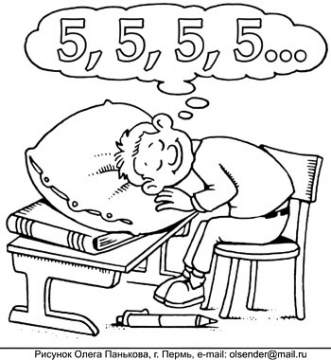 5, 5, 5, 5...
Рисунок Олега Панькова, г. Пермь, e-mail: olsender@mail.ru